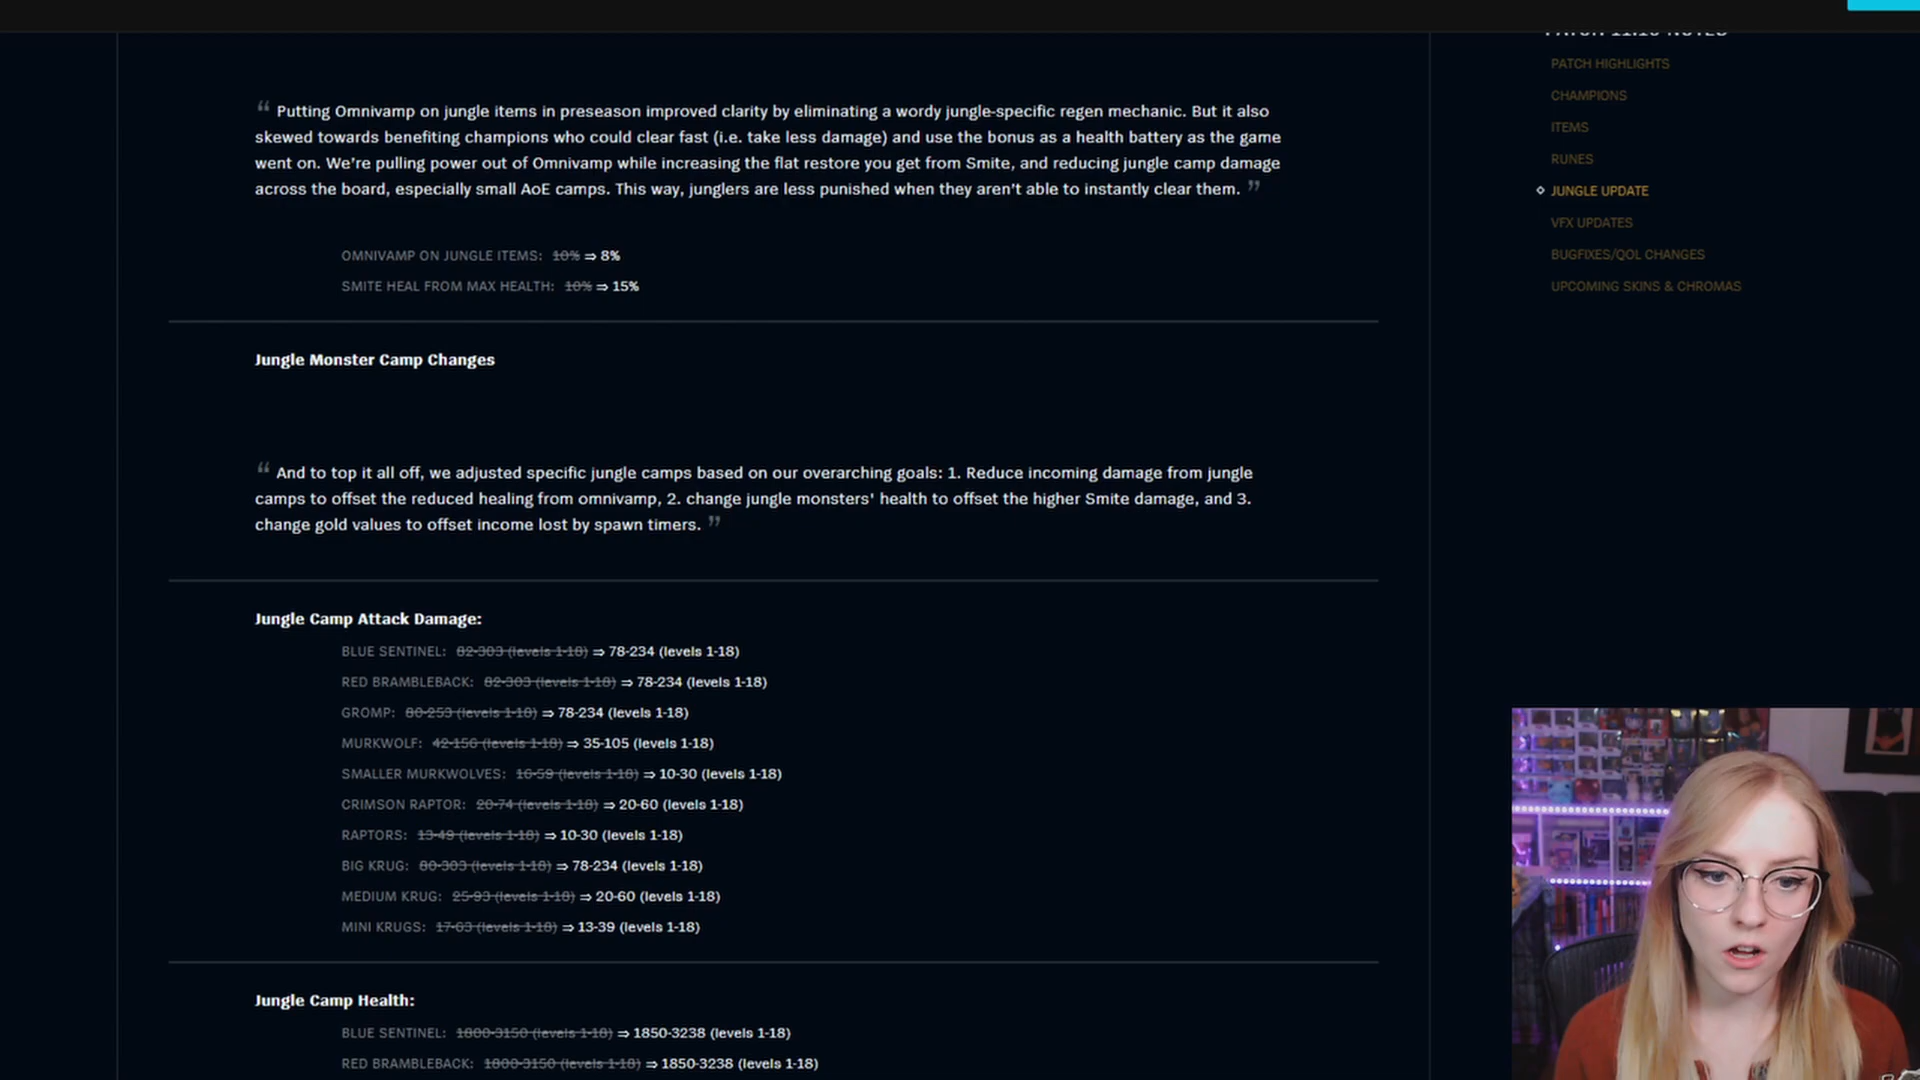 “ Putting Omnivamp on jungle items in preseason improved clarity by eliminating a wordy jungle-specific regen mechanic. But it also
skewed towards benefiting champions who could clear fast (i.e. take less damage) and use the bonus as a health battery as the game
went on. We’re pulling power out of Omnivamp while increasing the flat restore you get from Smite, and reducing jungle camp damage
across the board, especially small AoE camps. This way, junglers are less punished when they aren’t able to instantly clear them. ”
OMNIVAMP ON JUNGLE ITEMS: 10% ⇒ 8%
SMITE HEAL FROM MAX HEALTH: 10% ⇒ 15%
Jungle Monster Camp Changes
“ And to top it all off, we adjusted specific jungle camps based on our overarching goals: 1. Reduce incoming damage from jungle
camps to offset the reduced healing from omnivamp, 2. change jungle monsters' health to offset the higher Smite damage, and 3.
change gold values to offset income lost by spawn timers. ”
Jungle Camp Attack Damage:
BLUE SENTINEL: 82-303 (levels 1-18) ⇒ 78-234 (levels 1-18)
RED BRAMBLEBACK: 82-303 (levels 1-18) ⇒ 78-234 (levels 1-18)
GROMP: 80-253 (levels 1-18) ⇒ 78-234 (levels 1-18)
MURKWOLF: 42-156 (levels 1-18) ⇒ 35-105 (levels 1-18)
SMALLER MURKWOLVES: 16-59 (levels 1-18) ⇒ 10-30 (levels 1-18)
CRIMSON RAPTOR: 20-74 (levels 1-18) ⇒ 20-60 (levels 1-18)
RAPTORS: 13-49 (levels 1-18) ⇒ 10-30 (levels 1-18)
BIG KRUG: 80-303 (levels 1-18) ⇒ 78-234 (levels 1-18)
MEDIUM KRUG: 25-93 (levels 1-18) ⇒ 20-60 (levels 1-18)
MINI KRUGS: 17-63 (levels 1-18) ⇒ 13-39 (levels 1-18)
Jungle Camp Health:
BLUE SENTINEL: 1800-3150 (levels 1-18) ⇒ 1850-3238 (levels 1-18)
RED BRAMBLEBACK: 1800-3150 (levels 1-18) ⇒ 1850-3238 (levels 1-18)
PATCH NOTES
PATCH HIGHLIGHTS
CHAMPIONS
ITEMS
RUNES
JUNGLE UPDATE
VFX UPDATES
BUGFIXES/QOL CHANGES
UPCOMING SKINS & CHROMAS